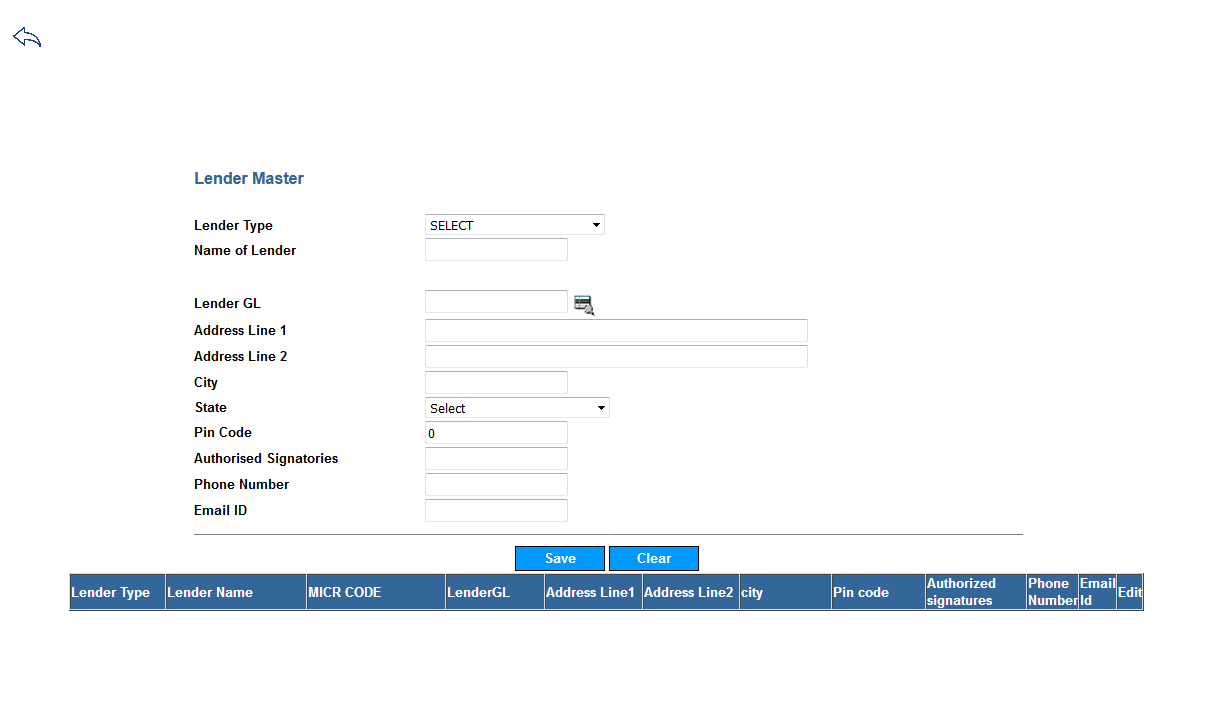 Lender Master
Lender Type SELECT
Name of Lender
Lender GL
Address Line 1
Address Line 2
City
State Select
Pin Code 0
Authorised Signatories
Phone Number
Email ID
Save Clear
Lender Type Lender Name MICR CODE LenderGL Address Line1 Address Line2 city Pin code Authorized signatures Phone Number Email Id Edit